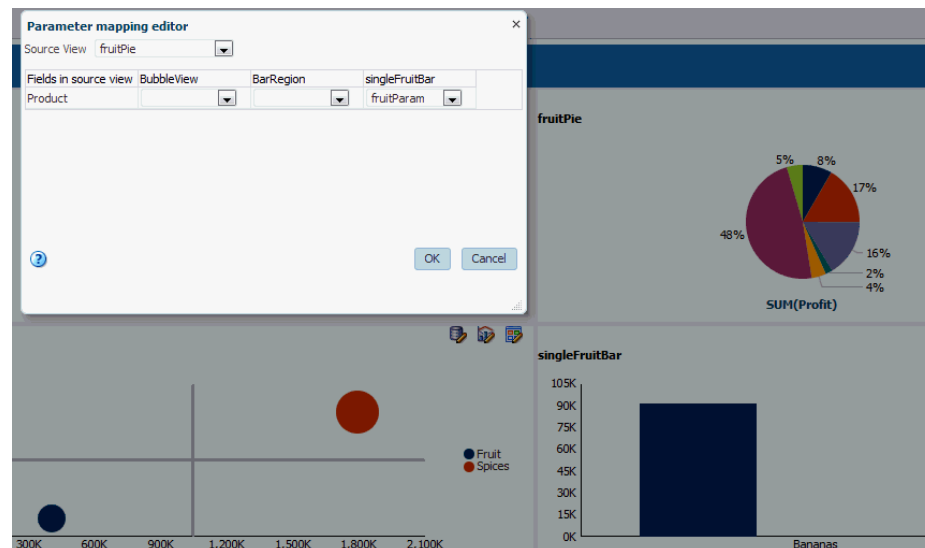 Parameter mapping editor
Source View fruitPie
Fields in source view BubbleView BarRegion singleFruitBar
Product fruitParam
OK Cancel
fruitPie
5% 8%
17%
48%
16%
2%
4%
SUM(Profit)
singleFruitBar
105K
90K
75K
60K
45K
30K
15K
0K
Bananas
Fruit
Spices
300K 600K 900K 1,200K 1,500K 1,800K 2,100K